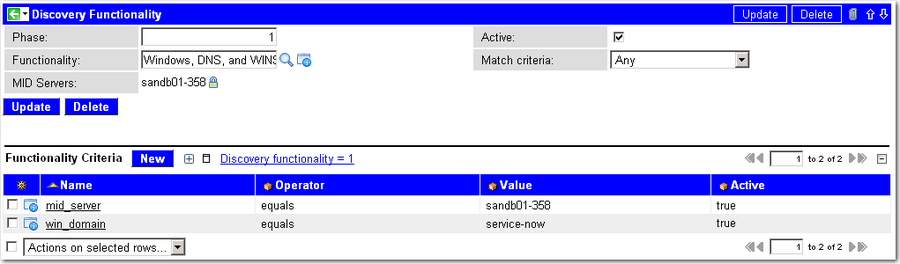 Discovery Functionality Update Delete
Phase: 1 Active:
Functionality: Windows, DNS, and WINS Match criteria: Any
MID Servers: sandb01-358
Update Delete
Functionality Criteria New Discovery functionality = 1 1 to 2 of 2
Name Operator Value Active
mid_server equals sandb01-358 true
win_domain equals service-now true
Actions on selected rows... 1 to 2 of 2